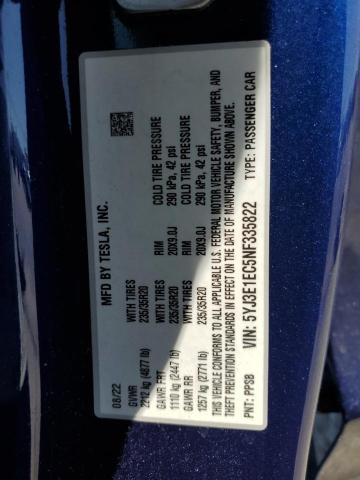 MFD BY TESLA, INC.
08/22
GVWR
2212 kg (4877 lb)
GAWR FRT WITH TIRES RIM COLD TIRE PRESSURE
1110 kg (2447 lb) 235/35R20 20X9.0J 290 kPa, 42 psi
GAWR RR WITH TIRES RIM COLD TIRE PRESSURE
1257 kg (2771 lb) 235/35R20 20X9.0J 290 kPa, 42 psi
THIS VEHICLE CONFORMS TO ALL APPLICABLE U.S. FEDERAL MOTOR VEHICLE SAFETY, BUMPER, AND
THEFT PREVENTION STANDARDS IN EFFECT ON THE DATE OF MANUFACTURE SHOWN ABOVE.
VIN: 5YJ3E1EC5NF335822
PNT: PPSB TYPE: PASSENGER CAR